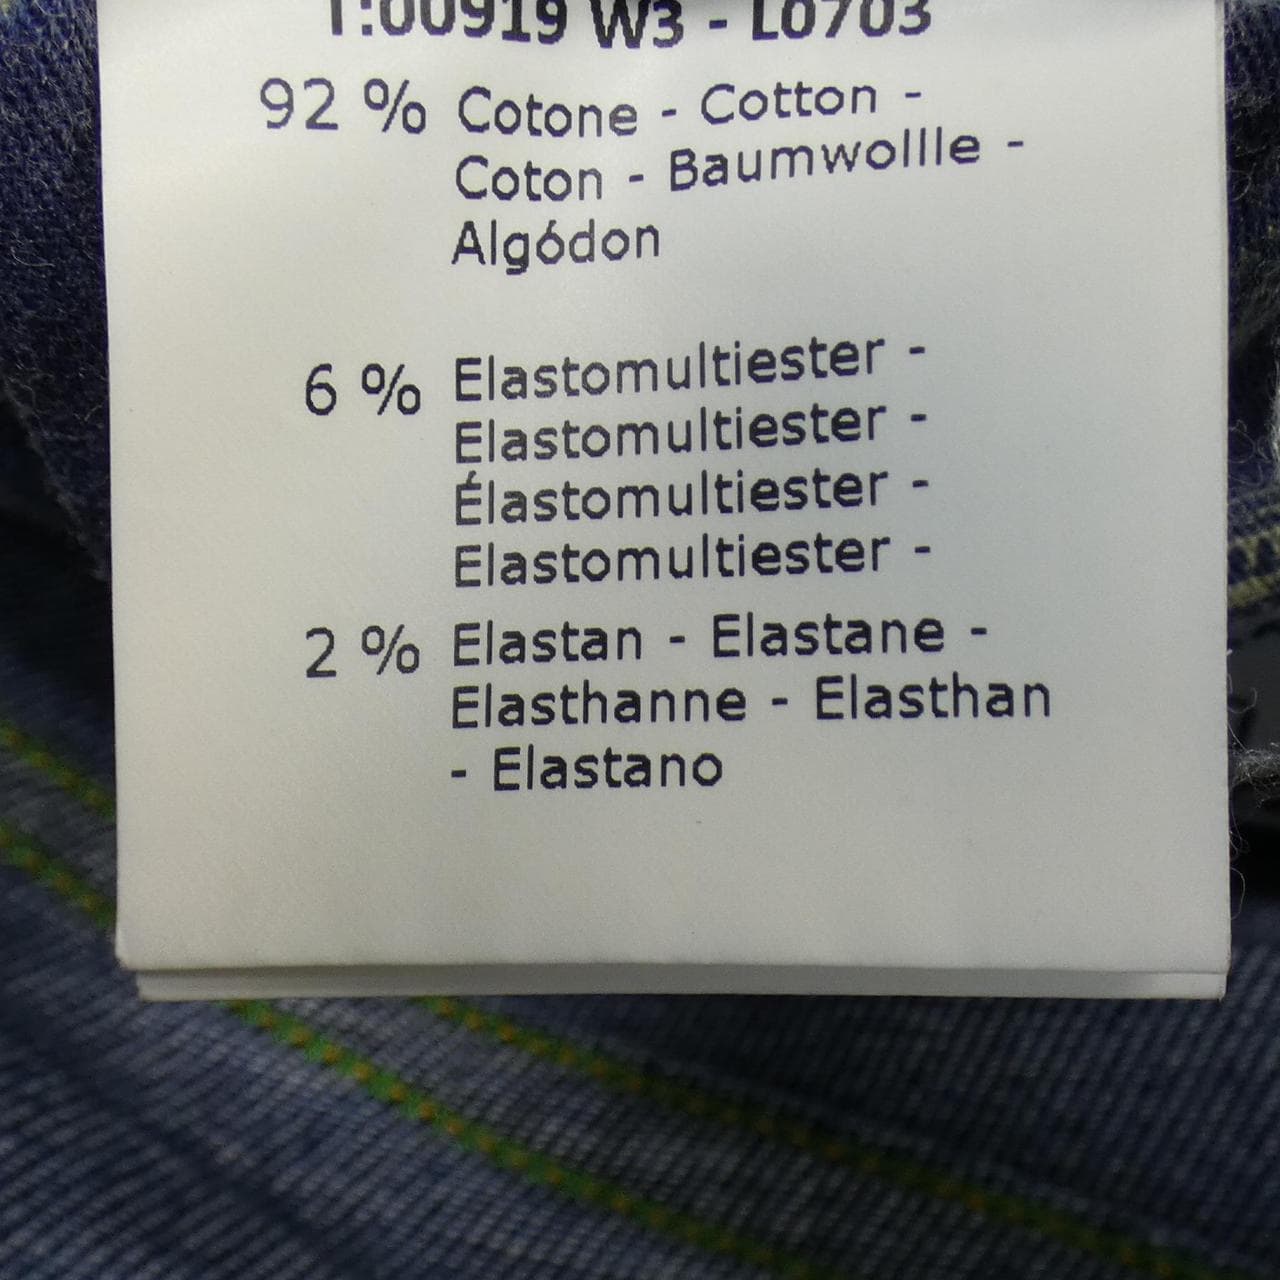 T:00919 W3 - L0703
92 % Cotone - Cotton -
Coton - Baumwollle -
Algódon
6 % Elastomultiester -
Elastomultiester -
Élastomultiester -
Elastomultiester -
2 % Elastan - Elastane -
Elasthanne - Elasthan
- Elastano